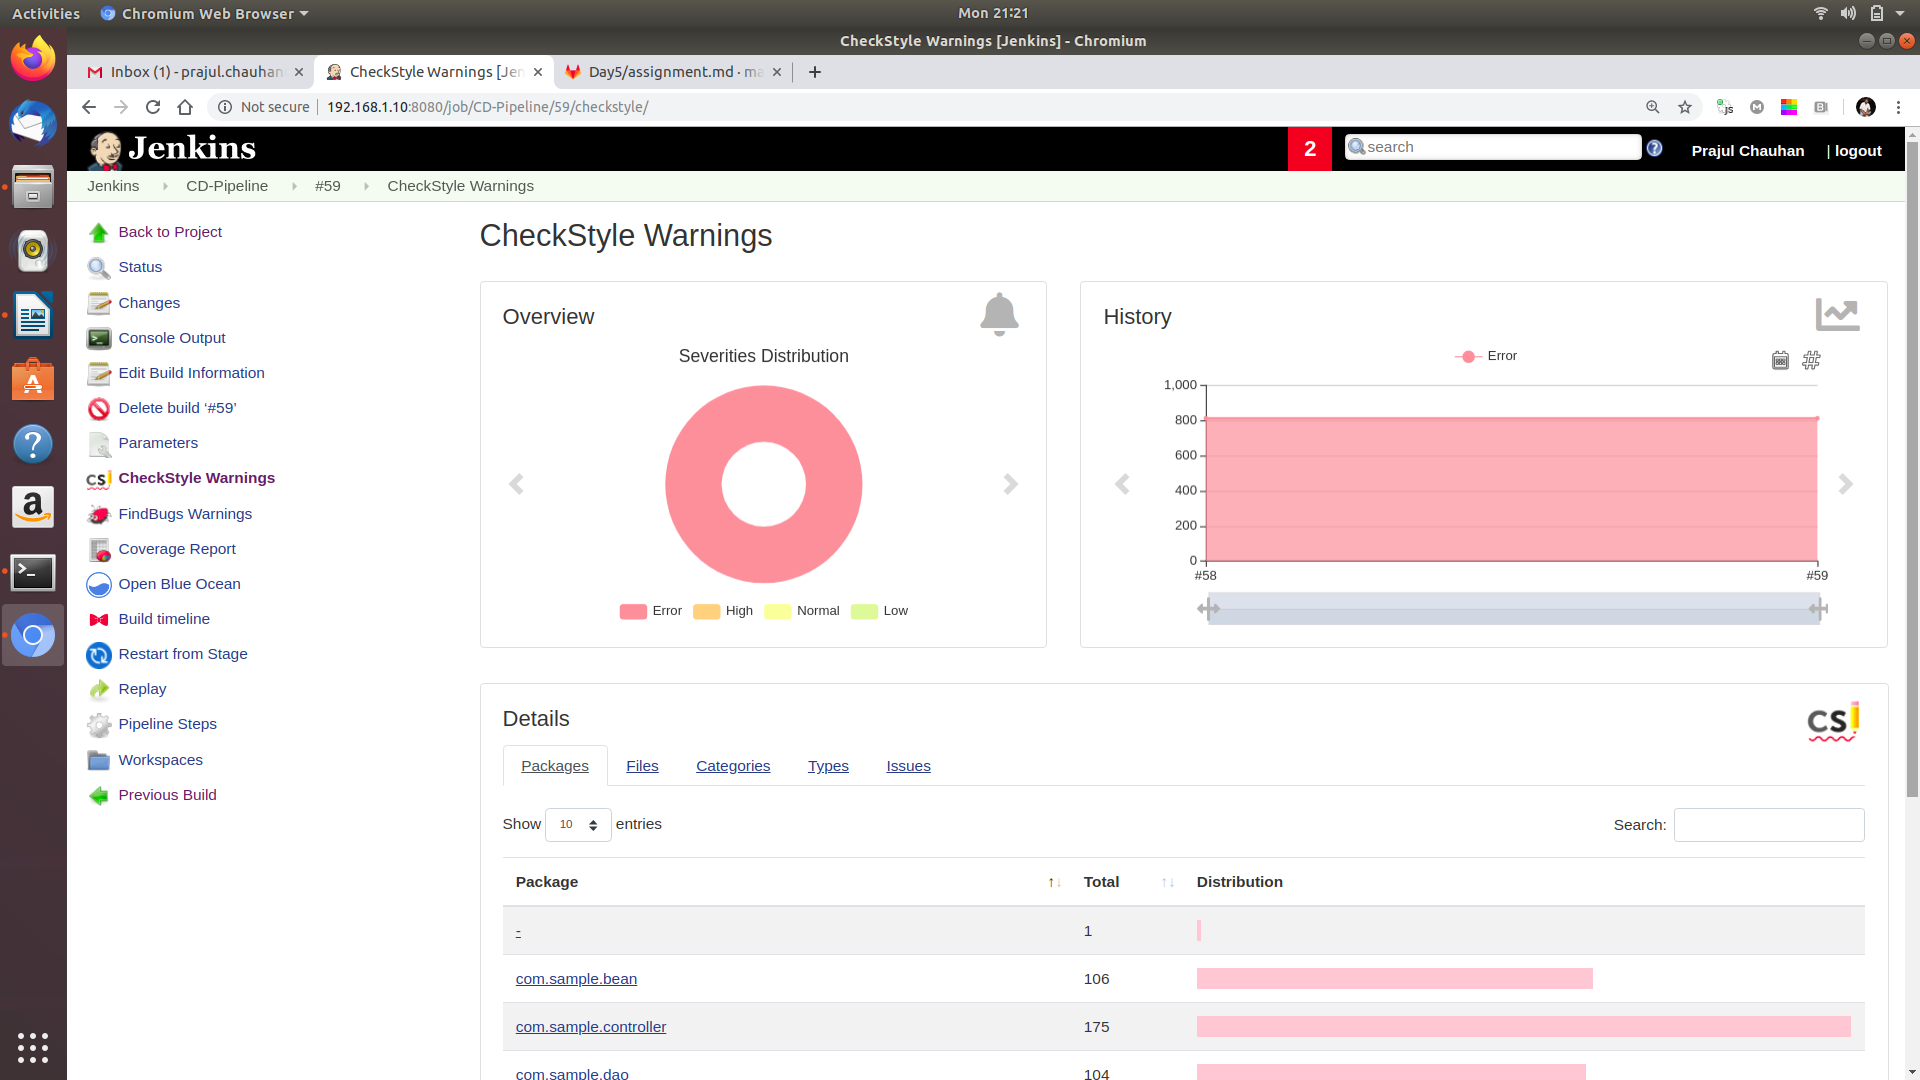 Activities
Chromium Web Browser
Mon 21:21
CheckStyle Warnings [Jenkins] - Chromium
Inbox (1) - prajul.chauhan
CheckStyle Warnings [Jen
Day5/assignment.md · ma
Not secure
192.168.1.10:8080/job/CD-Pipeline/59/checkstyle/
Jenkins
2
search
Prajul Chauhan
| logout
Jenkins
CD-Pipeline
#59
CheckStyle Warnings
Back to Project
Status
Changes
Console Output
Edit Build Information
Delete build ‘#59’
Parameters
CheckStyle Warnings
FindBugs Warnings
Coverage Report
Open Blue Ocean
Build timeline
Restart from Stage
Replay
Pipeline Steps
Workspaces
Previous Build
CheckStyle Warnings
Overview
Severities Distribution
Error
High
Normal
Low
History
Error
1,000
800
600
400
200
0
#58
#59
Details
Packages
Files
Categories
Types
Issues
Show 10 entries
Search:
Package
Total
Distribution
-
1
com.sample.bean
106
com.sample.controller
175
com.sample.dao
104